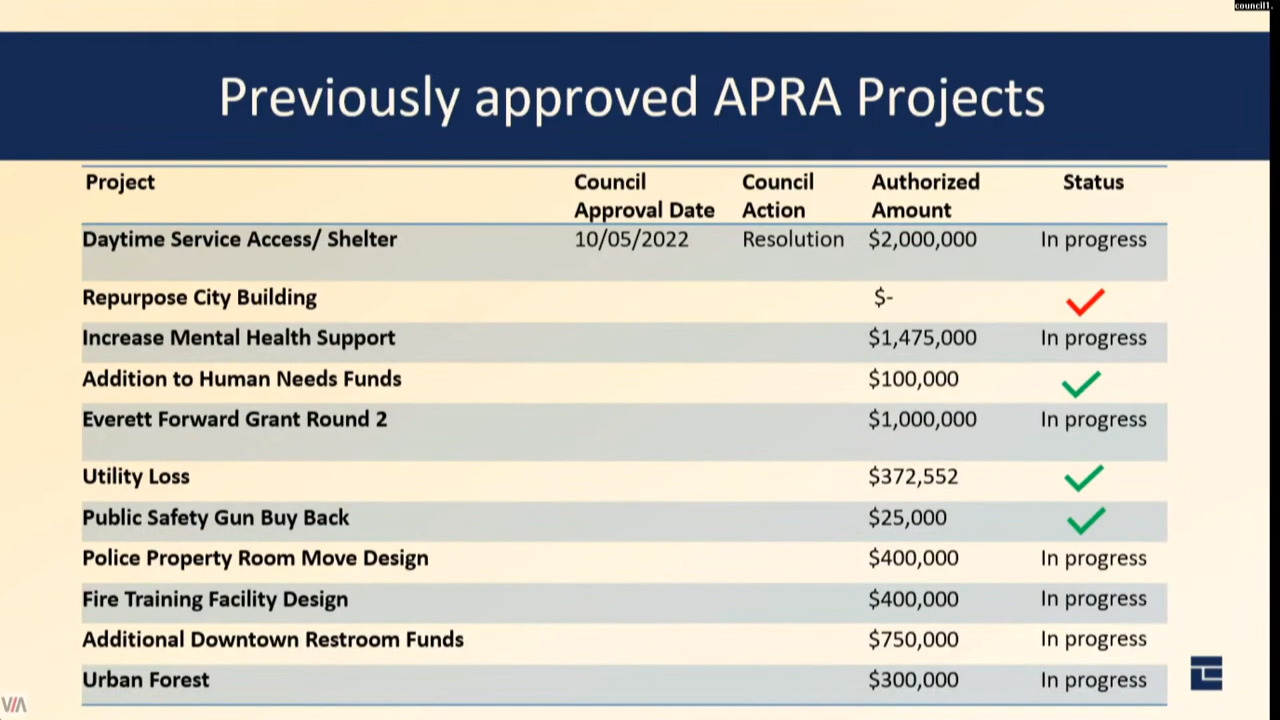 council1.
Previously approved APRA Projects
Project Council Approval Date Council Action Authorized Amount Status
Daytime Service Access/ Shelter 10/05/2022 Resolution $2,000,000 In progress
Repurpose City Building $-
Increase Mental Health Support $1,475,000 In progress
Addition to Human Needs Funds $100,000
Everett Forward Grant Round 2 $1,000,000 In progress
Utility Loss $372,552
Public Safety Gun Buy Back $25,000
Police Property Room Move Design $400,000 In progress
Fire Training Facility Design $400,000 In progress
Additional Downtown Restroom Funds $750,000 In progress
Urban Forest $300,000 In progress
VIA